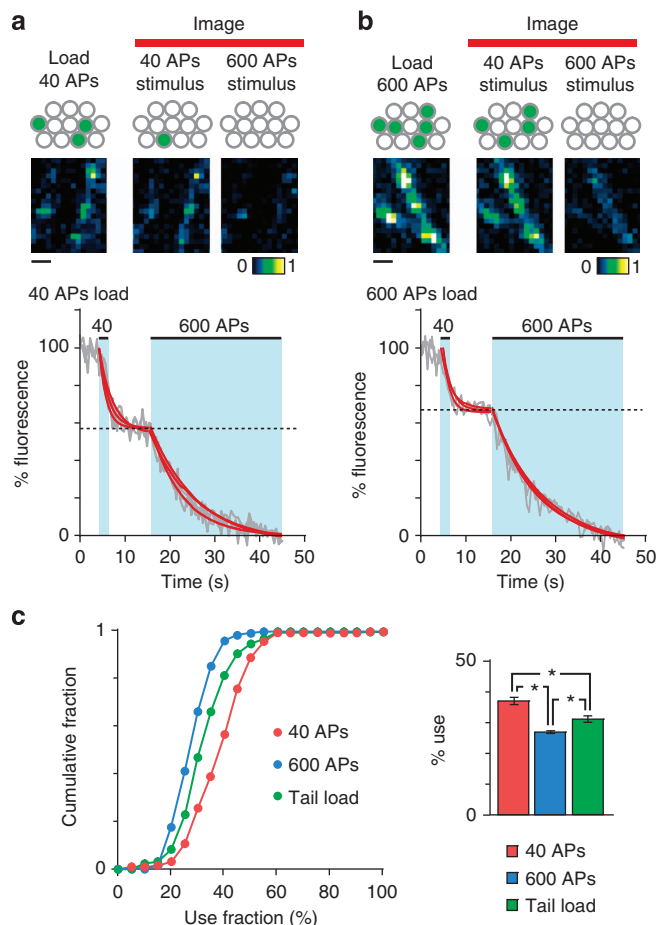 a
Image
Load
40 APs
40 APs
stimulus
600 APs
stimulus
0
1
40 APs load
40
600 APs
100
0
% fluorescence
0 10 20 30 40 50
Time (s)
b
Image
Load
600 APs
40 APs
stimulus
600 APs
stimulus
0
1
600 APs load
40
600 APs
100
0
% fluorescence
0 10 20 30 40 50
Time (s)
c
1
0
Cumulative fraction
40 APs
600 APs
Tail load
0 20 40 60 80 100
Use fraction (%)
50
0
% use
*
* *
40 APs
600 APs
Tail load